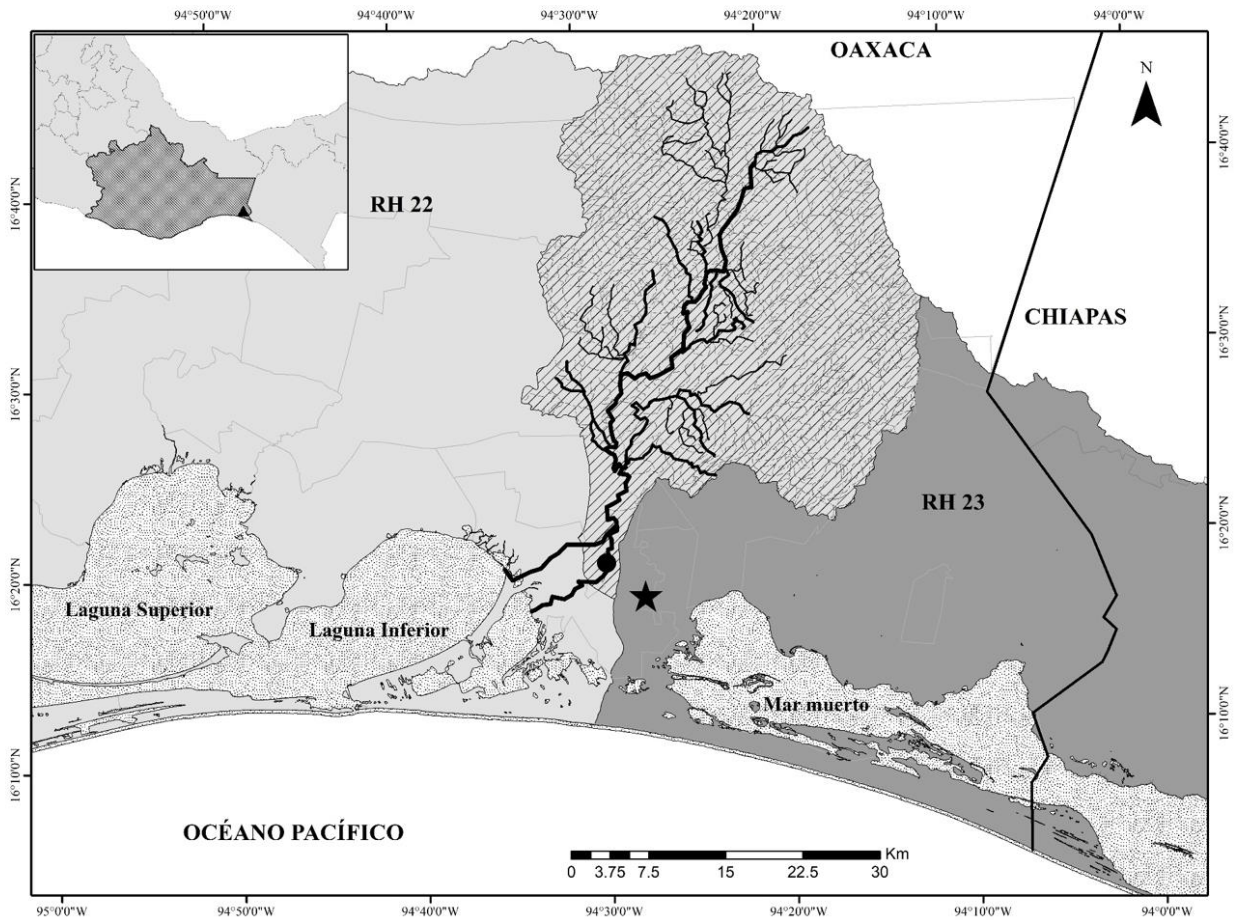 94°50'0"W 94°40'0"W 94°30'0"W 94°20'0"W 94°10'0"W 94°0'0"W
OAXACA
N
16°40'0"N
16°40'0"N
RH 22
CHIAPAS
16°30'0"N
16°30'0"N
RH 23
16°20'0"N
16°20'0"N
Laguna Superior
Laguna Inferior
Mar muerto
16°10'0"N
16°10'0"N
OCÉANO PACÍFICO
Km
0 3.75 7.5 15 22.5 30
95°0'0"W 94°50'0"W 94°40'0"W 94°30'0"W 94°20'0"W 94°10'0"W 94°0'0"W